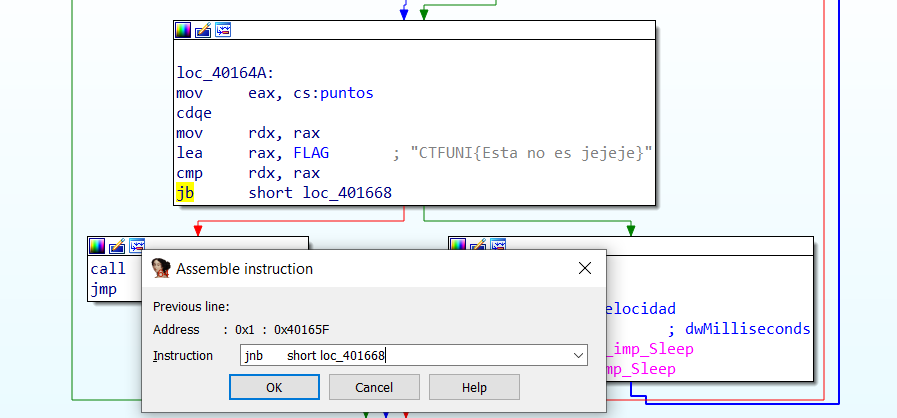 loc_40164A:
mov eax, cs:puntos
cdqe
mov rdx, rax
lea rax, FLAG ; "CTFUNI{Esta no es jejeje}"
cmp rdx, rax
jb short loc_401668
call
jmp
elocidad
; dwMilliseconds
_imp_Sleep
mp_Sleep
Assemble instruction
Previous line:
Address : 0x1 : 0x40165F
Instruction jnb short loc_401668
OK Cancel Help